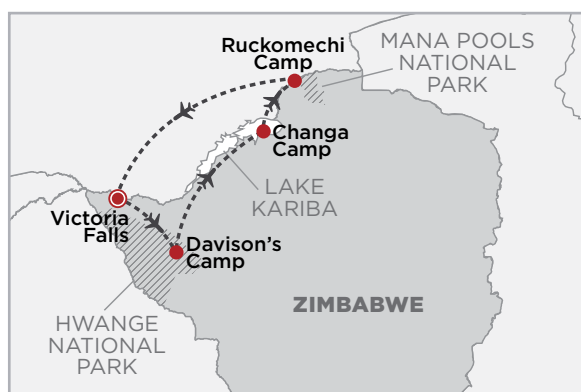 Ruckomechi
Camp
MANA POOLS
NATIONAL
PARK
Changa
Camp
LAKE
KARIBA
Victoria
Falls
Davison's
Camp
ZIMBABWE
HWANGE
NATIONAL
PARK